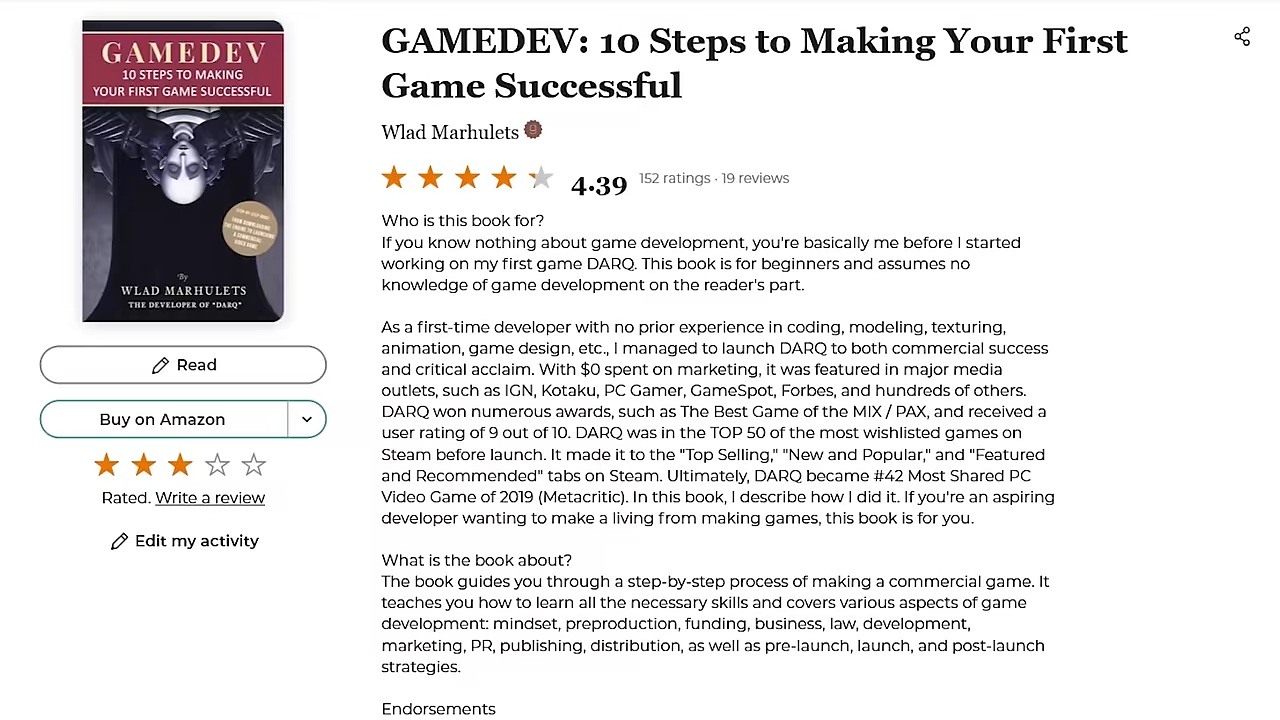 GAMEDEV
10 STEPS TO MAKING
YOUR FIRST GAME SUCCESSFUL
STEP-BY-STEP GUIDE
FROM DOWNLOADING
THE ENGINE TO LAUNCHING
A COMMERCIAL
VIDEO GAME
By
WLAD MARHULETS
THE DEVELOPER OF "DARQ"
Read
Buy on Amazon
Rated. Write a review
Edit my activity
GAMEDEV: 10 Steps to Making Your First
Game Successful
Wlad Marhulets
4.39 152 ratings · 19 reviews
Who is this book for?
If you know nothing about game development, you're basically me before I started
working on my first game DARQ. This book is for beginners and assumes no
knowledge of game development on the reader's part.
As a first-time developer with no prior experience in coding, modeling, texturing,
animation, game design, etc., I managed to launch DARQ to both commercial success
and critical acclaim. With $0 spent on marketing, it was featured in major media
outlets, such as IGN, Kotaku, PC Gamer, GameSpot, Forbes, and hundreds of others.
DARQ won numerous awards, such as The Best Game of the MIX / PAX, and received a
user rating of 9 out of 10. DARQ was in the TOP 50 of the most wishlisted games on
Steam before launch. It made it to the "Top Selling," "New and Popular," and "Featured
and Recommended" tabs on Steam. Ultimately, DARQ became #42 Most Shared PC
Video Game of 2019 (Metacritic). In this book, I describe how I did it. If you're an aspiring
developer wanting to make a living from making games, this book is for you.
What is the book about?
The book guides you through a step-by-step process of making a commercial game. It
teaches you how to learn all the necessary skills and covers various aspects of game
development: mindset, preproduction, funding, business, law, development,
marketing, PR, publishing, distribution, as well as pre-launch, launch, and post-launch
strategies.
Endorsements